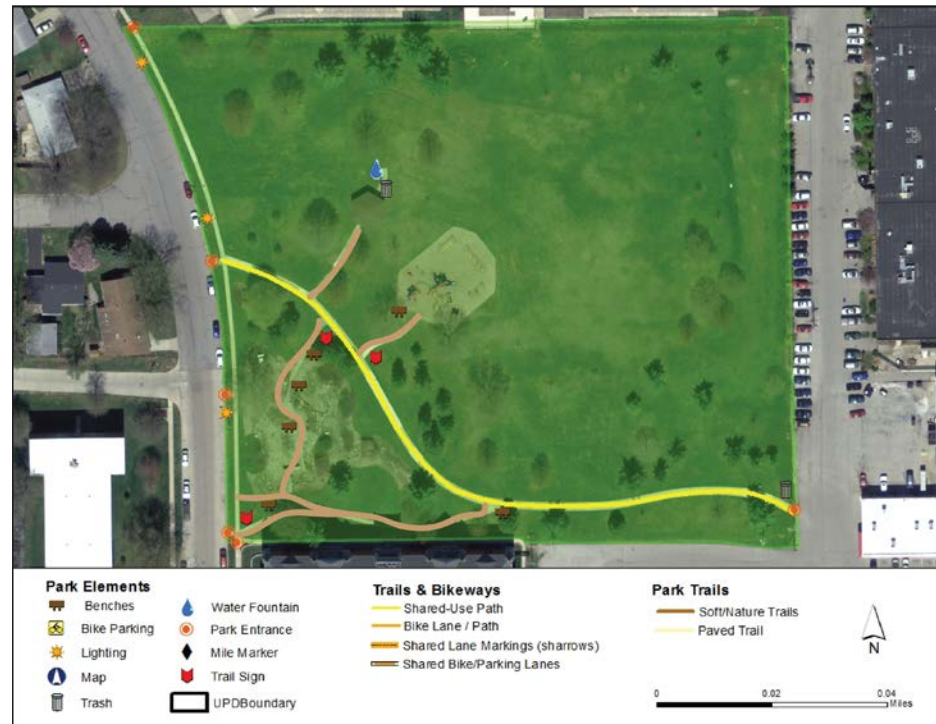 Park Elements
Benches
Bike Parking
Lighting
Map
Trash
Water Fountain
Park Entrance
Mile Marker
Trail Sign
UPDBoundary
Trails & Bikeways
Shared-Use Path
Bike Lane / Path
Shared Lane Markings (sharrows)
Shared Bike/Parking Lanes
Park Trails
Soft/Nature Trails
Paved Trail
N
0 0.02 0.04
Miles